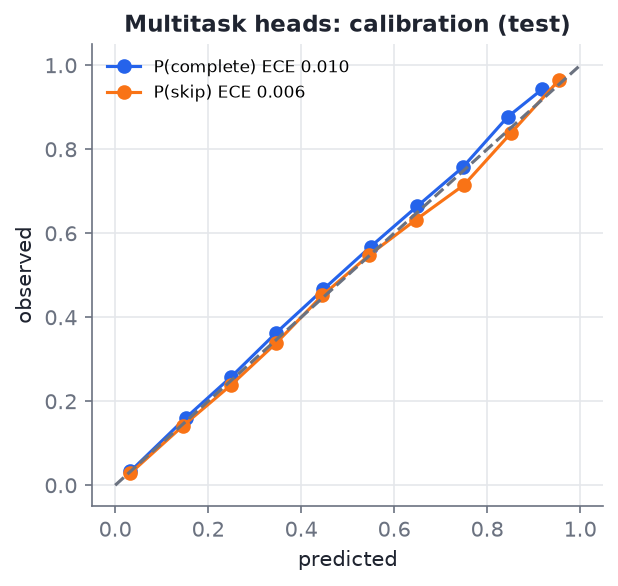 Multitask heads: calibration (test)
P(complete) ECE 0.010
P(skip) ECE 0.006
1.0
0.8
0.6
0.4
0.2
0.0
observed
0.0 0.2 0.4 0.6 0.8 1.0
predicted